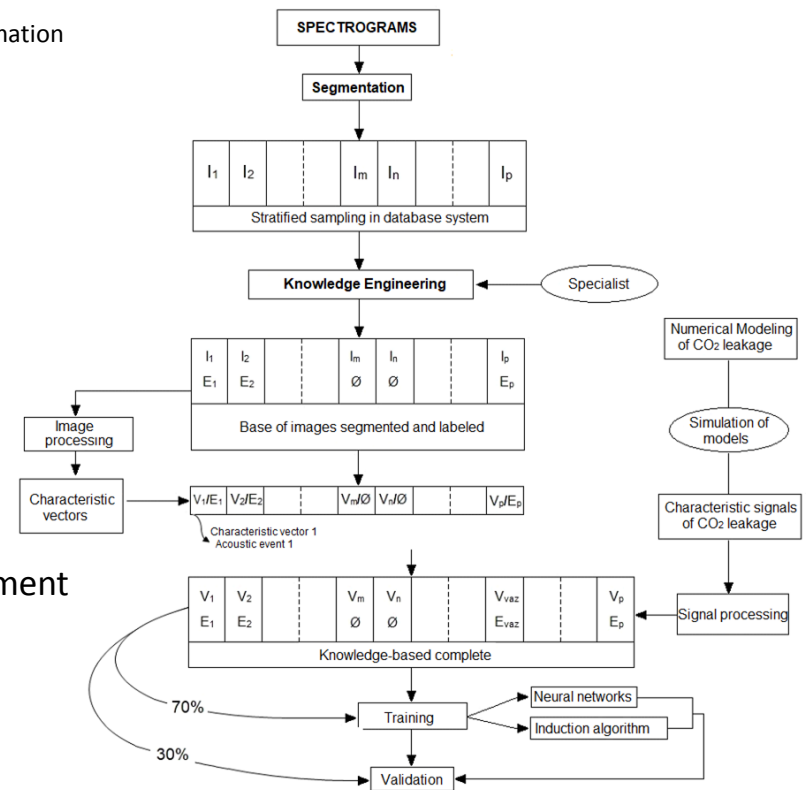 mation
SPECTROGRAMS
Segmentation
I₁ I₂ Iₘ Iₙ Iₚ
Stratified sampling in database system
Knowledge Engineering
Specialist
Numerical Modeling
of CO₂ leakage
I₁ I₂ Iₘ Iₙ Iₚ
E₁ E₂ Ø Ø Eₚ
Base of images segmented and labeled
Image
processing
Simulation of
models
Characteristic
vectors
V₁/E₁ V₂/E₂ Vₘ/Ø Vₙ/Ø Vₚ/Eₚ
Characteristic vector 1
Acoustic event 1
Characteristic signals
of CO₂ leakage
ment
V₁ V₂ Vₘ Vₙ Vvaz Vₚ
E₁ E₂ Ø Ø Evaz Eₚ
Signal processing
Knowledge-based complete
70%
Training
Neural networks
Induction algorithm
30%
Validation